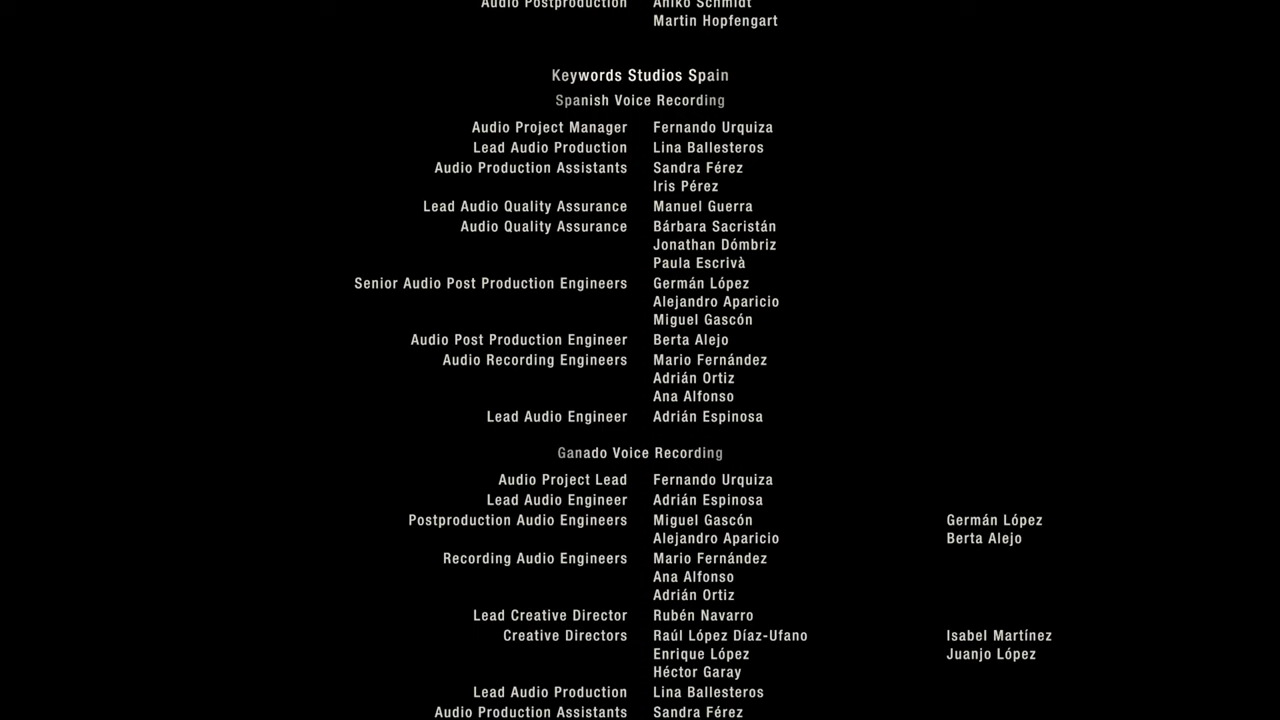 Audio Postproduction Anikó Schmidt
Martin Hopfengart
Keywords Studios Spain
Spanish Voice Recording
Audio Project Manager Fernando Urquiza
Lead Audio Production Lina Ballesteros
Audio Production Assistants Sandra Férez
Iris Pérez
Lead Audio Quality Assurance Manuel Guerra
Audio Quality Assurance Bárbara Sacristán
Jonathan Dómbriz
Paula Escrivà
Senior Audio Post Production Engineers Germán López
Alejandro Aparicio
Miguel Gascón
Audio Post Production Engineer Berta Alejo
Audio Recording Engineers Mario Fernández
Adrián Ortiz
Ana Alfonso
Lead Audio Engineer Adrián Espinosa
Ganado Voice Recording
Audio Project Lead Fernando Urquiza
Lead Audio Engineer Adrián Espinosa
Postproduction Audio Engineers Miguel Gascón Germán López
Alejandro Aparicio Berta Alejo
Recording Audio Engineers Mario Fernández
Ana Alfonso
Adrián Ortiz
Lead Creative Director Rubén Navarro
Creative Directors Raúl López Díaz-Ufano Isabel Martínez
Enrique López Juanjo López
Héctor Garay
Lead Audio Production Lina Ballesteros
Audio Production Assistants Sandra Férez